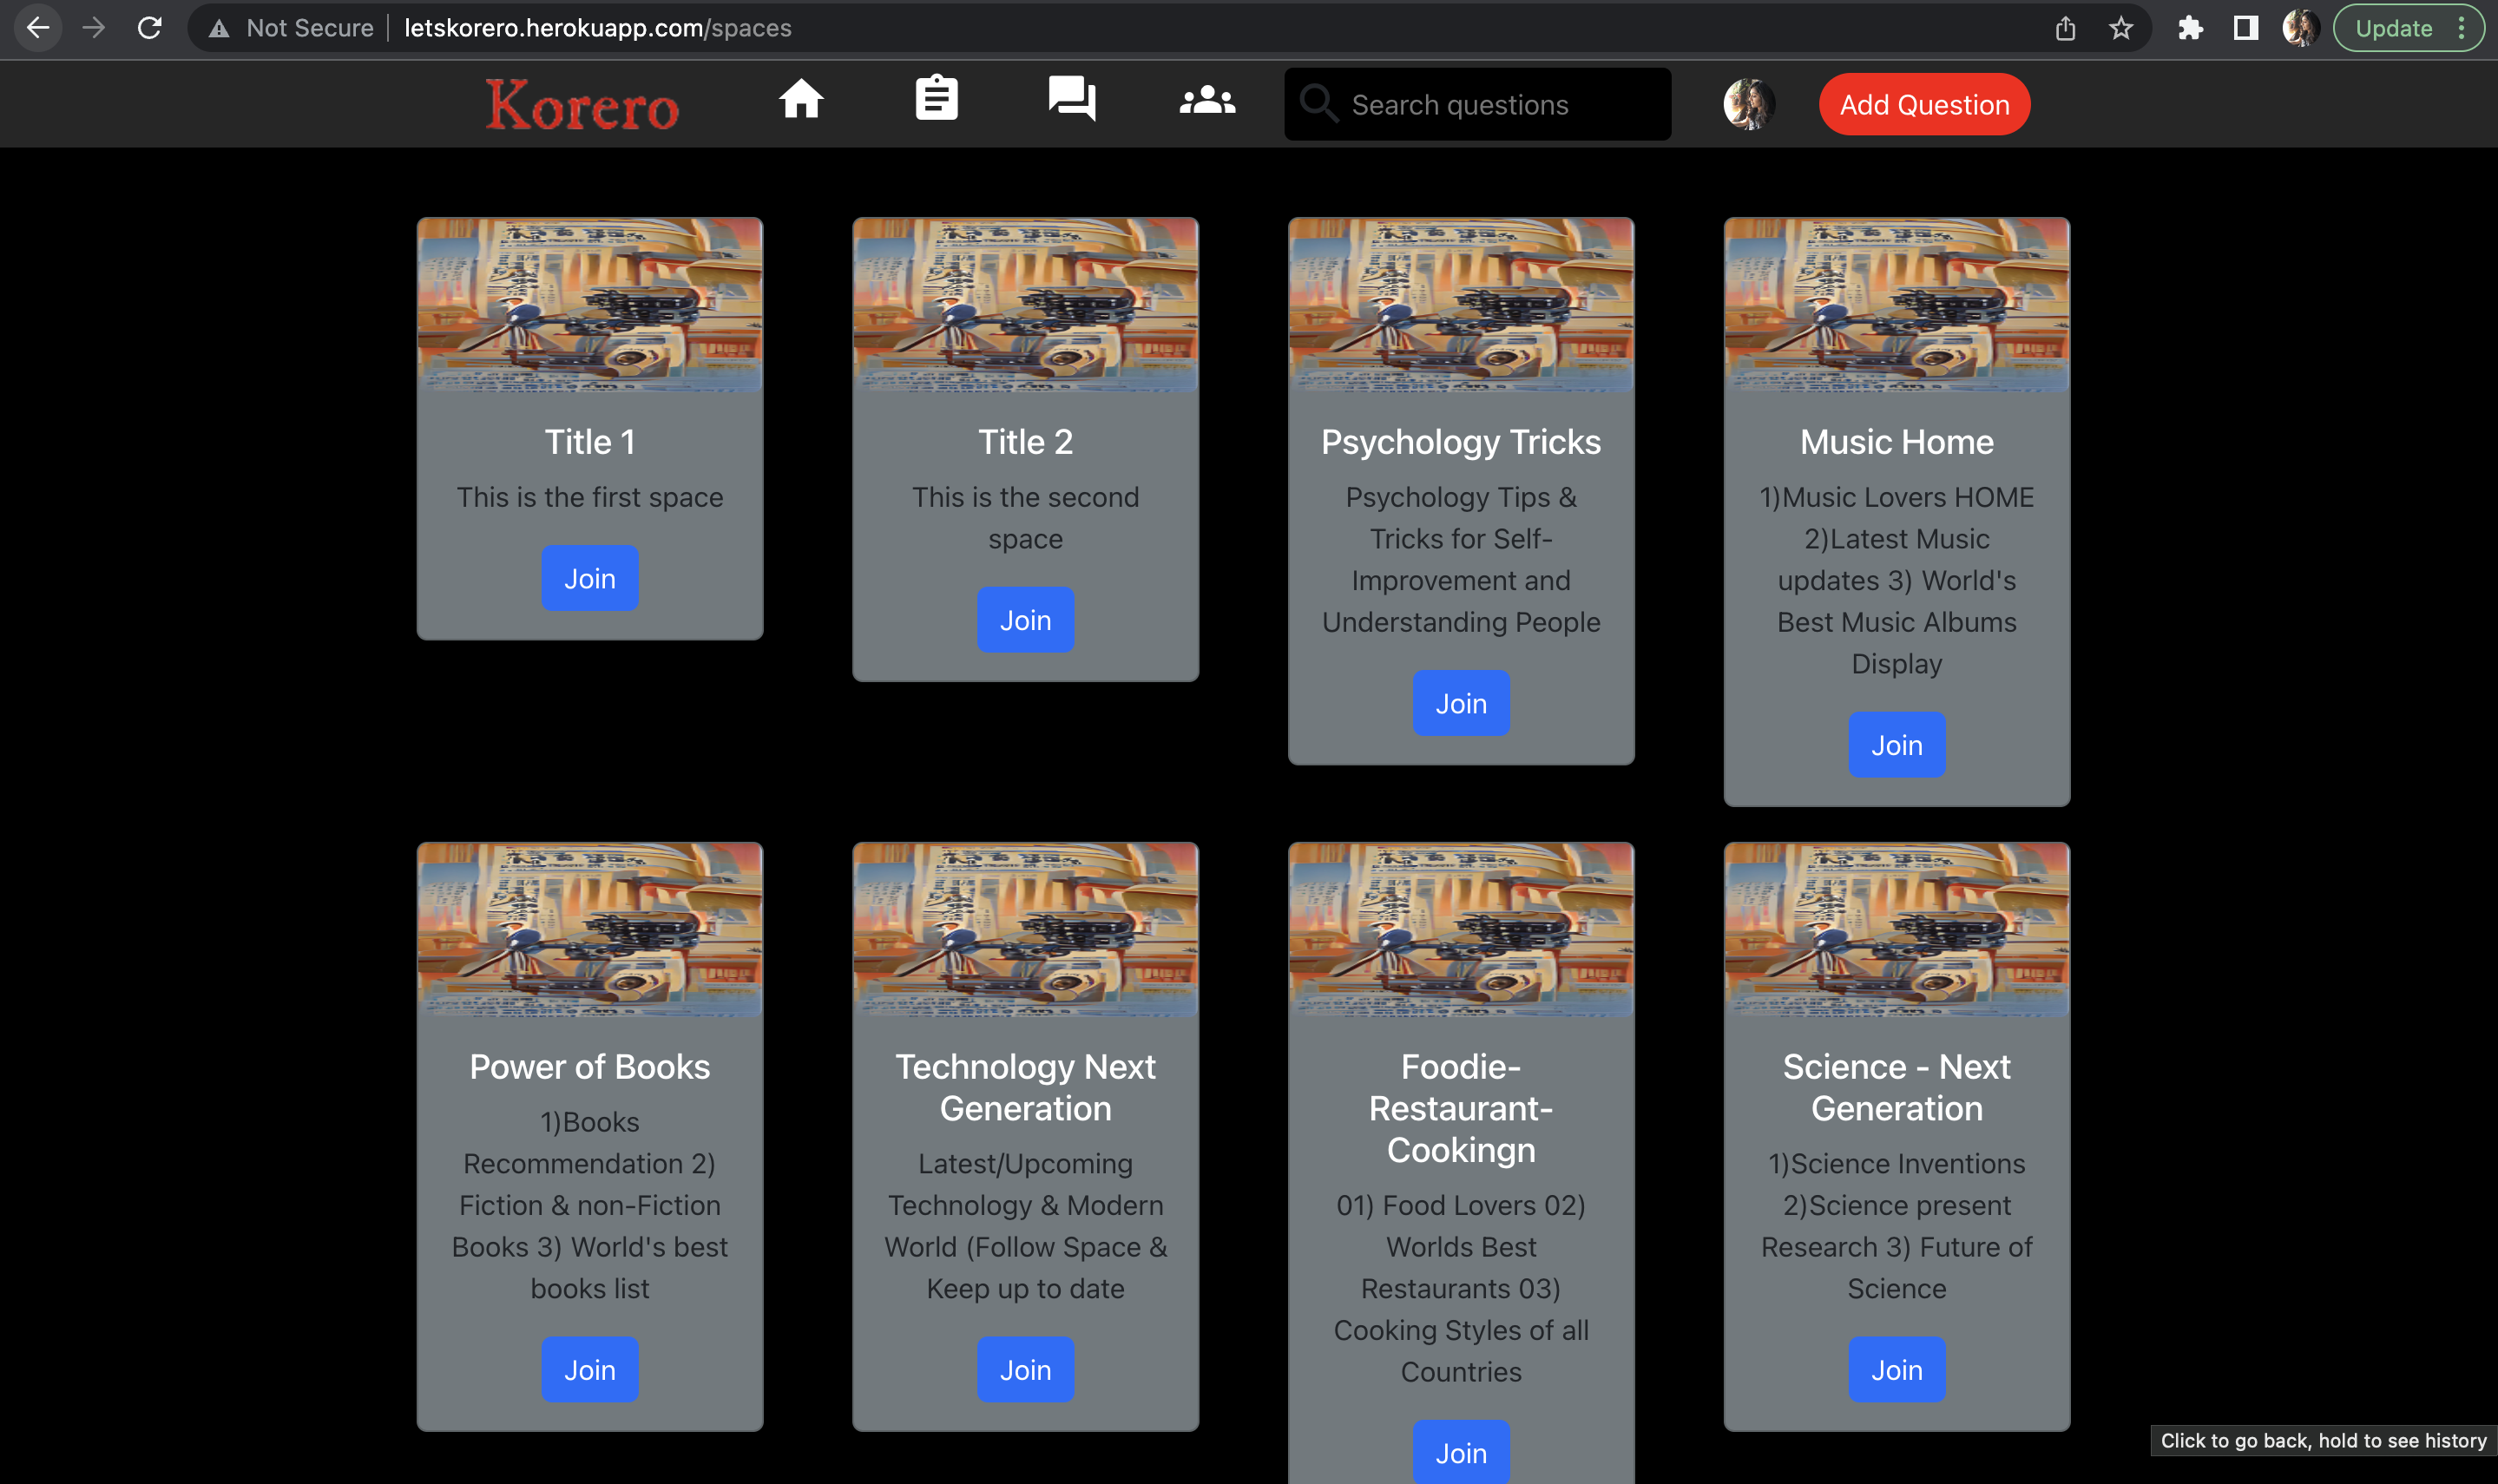 Not Secure letskorero.herokuapp.com/spaces
Update
Korero
Search questions
Add Question
Title 1
This is the first space
Join
Title 2
This is the second
space
Join
Psychology Tricks
Psychology Tips &
Tricks for Self-
Improvement and
Understanding People
Join
Music Home
1)Music Lovers HOME
2)Latest Music
updates 3) World's
Best Music Albums
Display
Join
Power of Books
1)Books
Recommendation 2)
Fiction & non-Fiction
Books 3) World's best
books list
Join
Technology Next
Generation
Latest/Upcoming
Technology & Modern
World (Follow Space &
Keep up to date
Join
Foodie-
Restaurant-
Cookingn
01) Food Lovers 02)
Worlds Best
Restaurants 03)
Cooking Styles of all
Countries
Join
Science - Next
Generation
1)Science Inventions
2)Science present
Research 3) Future of
Science
Join
Click to go back, hold to see history